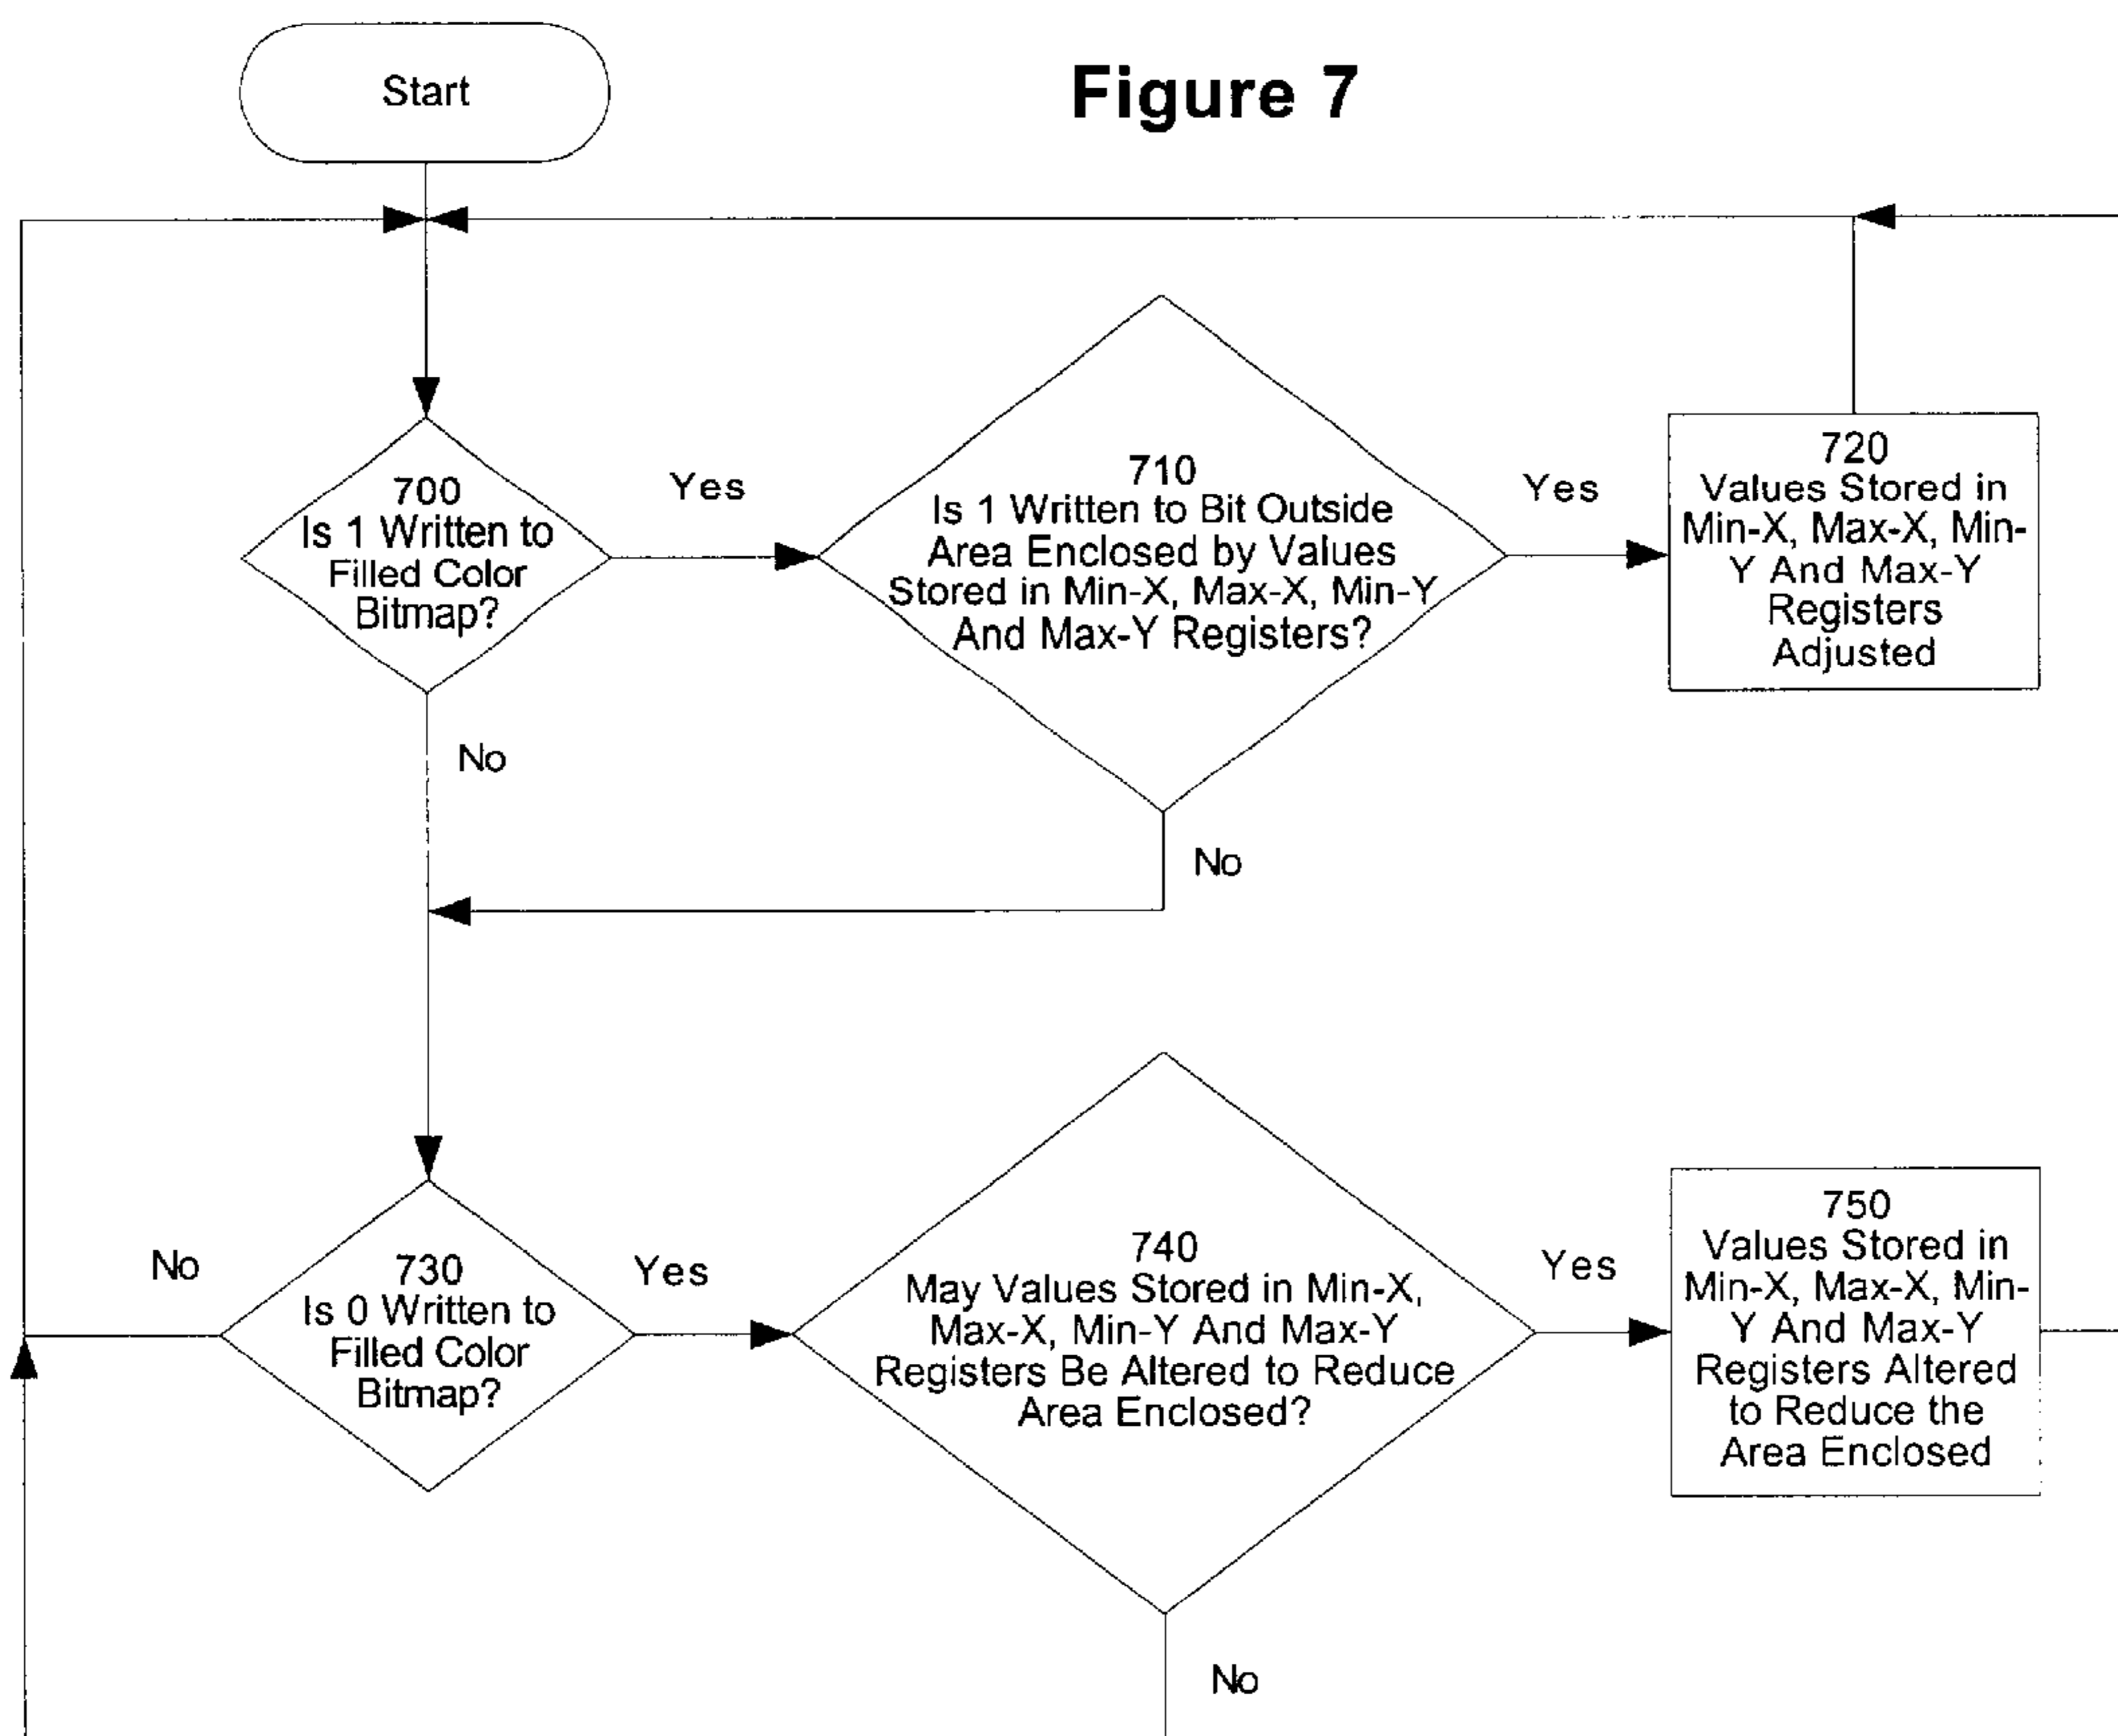 Start
Figure 7
700
Is 1 Written to
Filled Color
Bitmap?
Yes
710
Is 1 Written to Bit Outside
Area Enclosed by Values
Stored in Min-X, Max-X, Min-Y
And Max-Y Registers?
Yes
720
Values Stored in
Min-X, Max-X, Min-
Y And Max-Y
Registers
Adjusted
No
No
No
730
Is 0 Written to
Filled Color
Bitmap?
Yes
740
May Values Stored in Min-X,
Max-X, Min-Y And Max-Y
Registers Be Altered to Reduce
Area Enclosed?
Yes
750
Values Stored in
Min-X, Max-X, Min-
Y And Max-Y
Registers Altered
to Reduce the
Area Enclosed
No